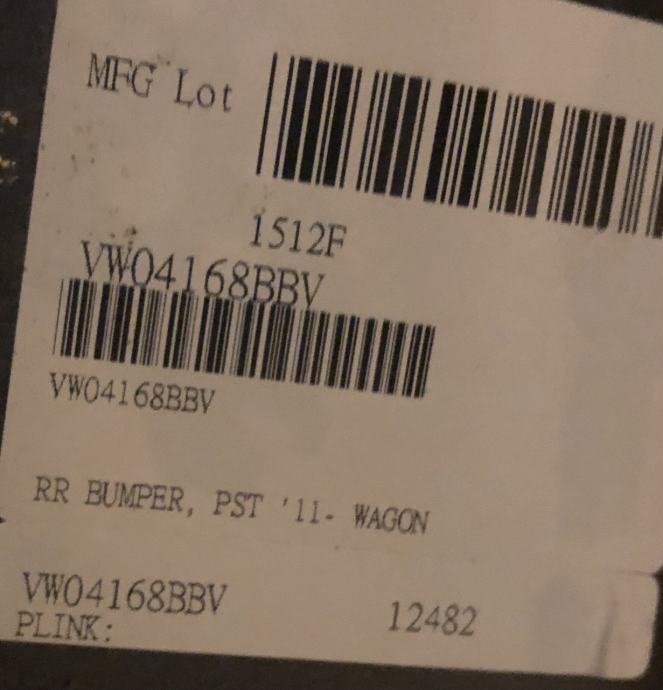 MFG Lot
1512F
VW04168BBV
VW04168BBV
RR BUMPER, PST '11- WAGON
VW04168BBV 12482
PLINK: